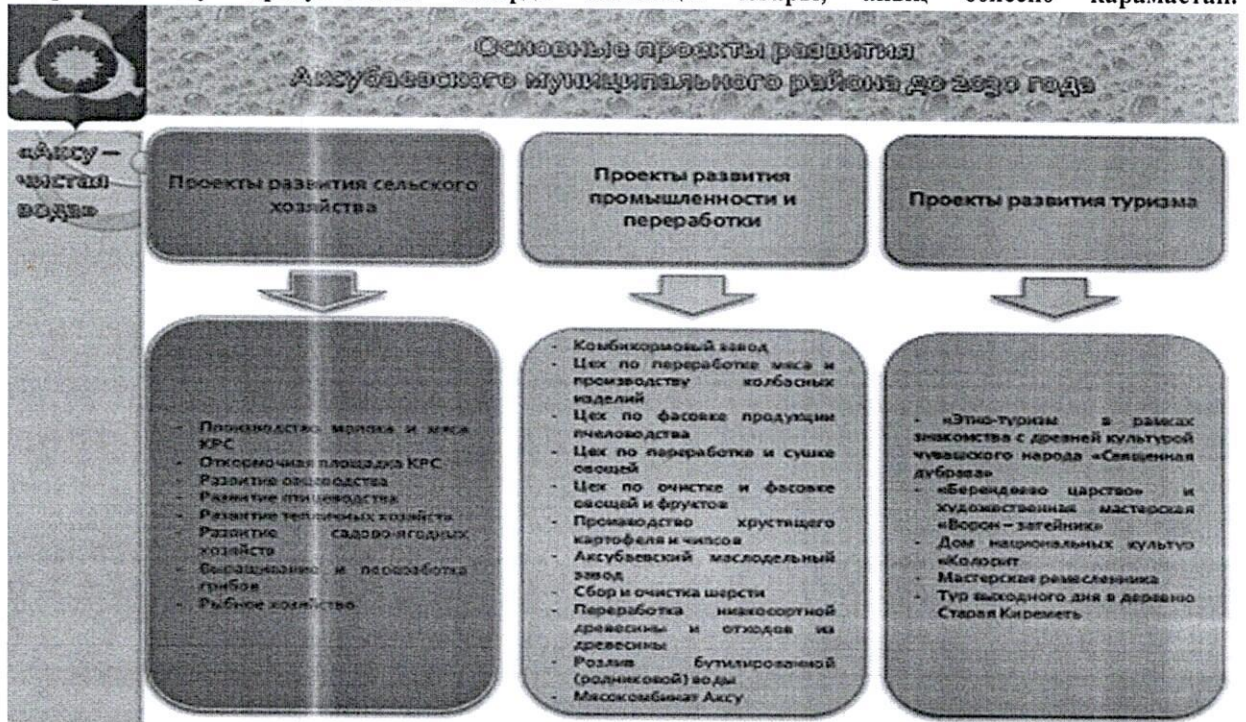 карамастан.
Основные проекты развития
Аксубаевского муниципального района до 2030 года
«Аксу –
чистая
вода»
Проекты развития сельского
хозяйства
Проекты развития
промышленности и
переработки
Проекты развития туризма
- Производство молока и мяса
КРС
- Откормочная площадка КРС
- Развитие овцеводства
- Развитие птицеводства
- Развитие тепличных хозяйств
- Развитие садово-ягодных
хозяйств
- Выращивание и переработка
грибов
- Рыбное хозяйство
- Комбикормовый завод
- Цех по переработке мяса и
производству колбасных
изделий
- Цех по фасовке продукции
пчеловодства
- Цех по переработке и сушке
овощей
- Цех по очистке и фасовке
овощей и фруктов
- Производство хрустящего
картофеля и чипсов
- Аксубаевский маслодельный
завод
- Сбор и очистка шерсти
- Переработка низкосортной
древесины и отходов из
древесины
- Розлив бутилированной
(родниковой) воды
- Мясокомбинат Аксу
- «Этно-туризм в рамках
знакомства с древней культурой
чувашского народа «Священная
дубрава»
- «Берендеево царство» и
художественная мастерская
«Ворон – затейник»
- Дом национальных культур
«Колорит
- Мастерская ремесленника
- Тур выходного дня в деревню
Старая Киреметь